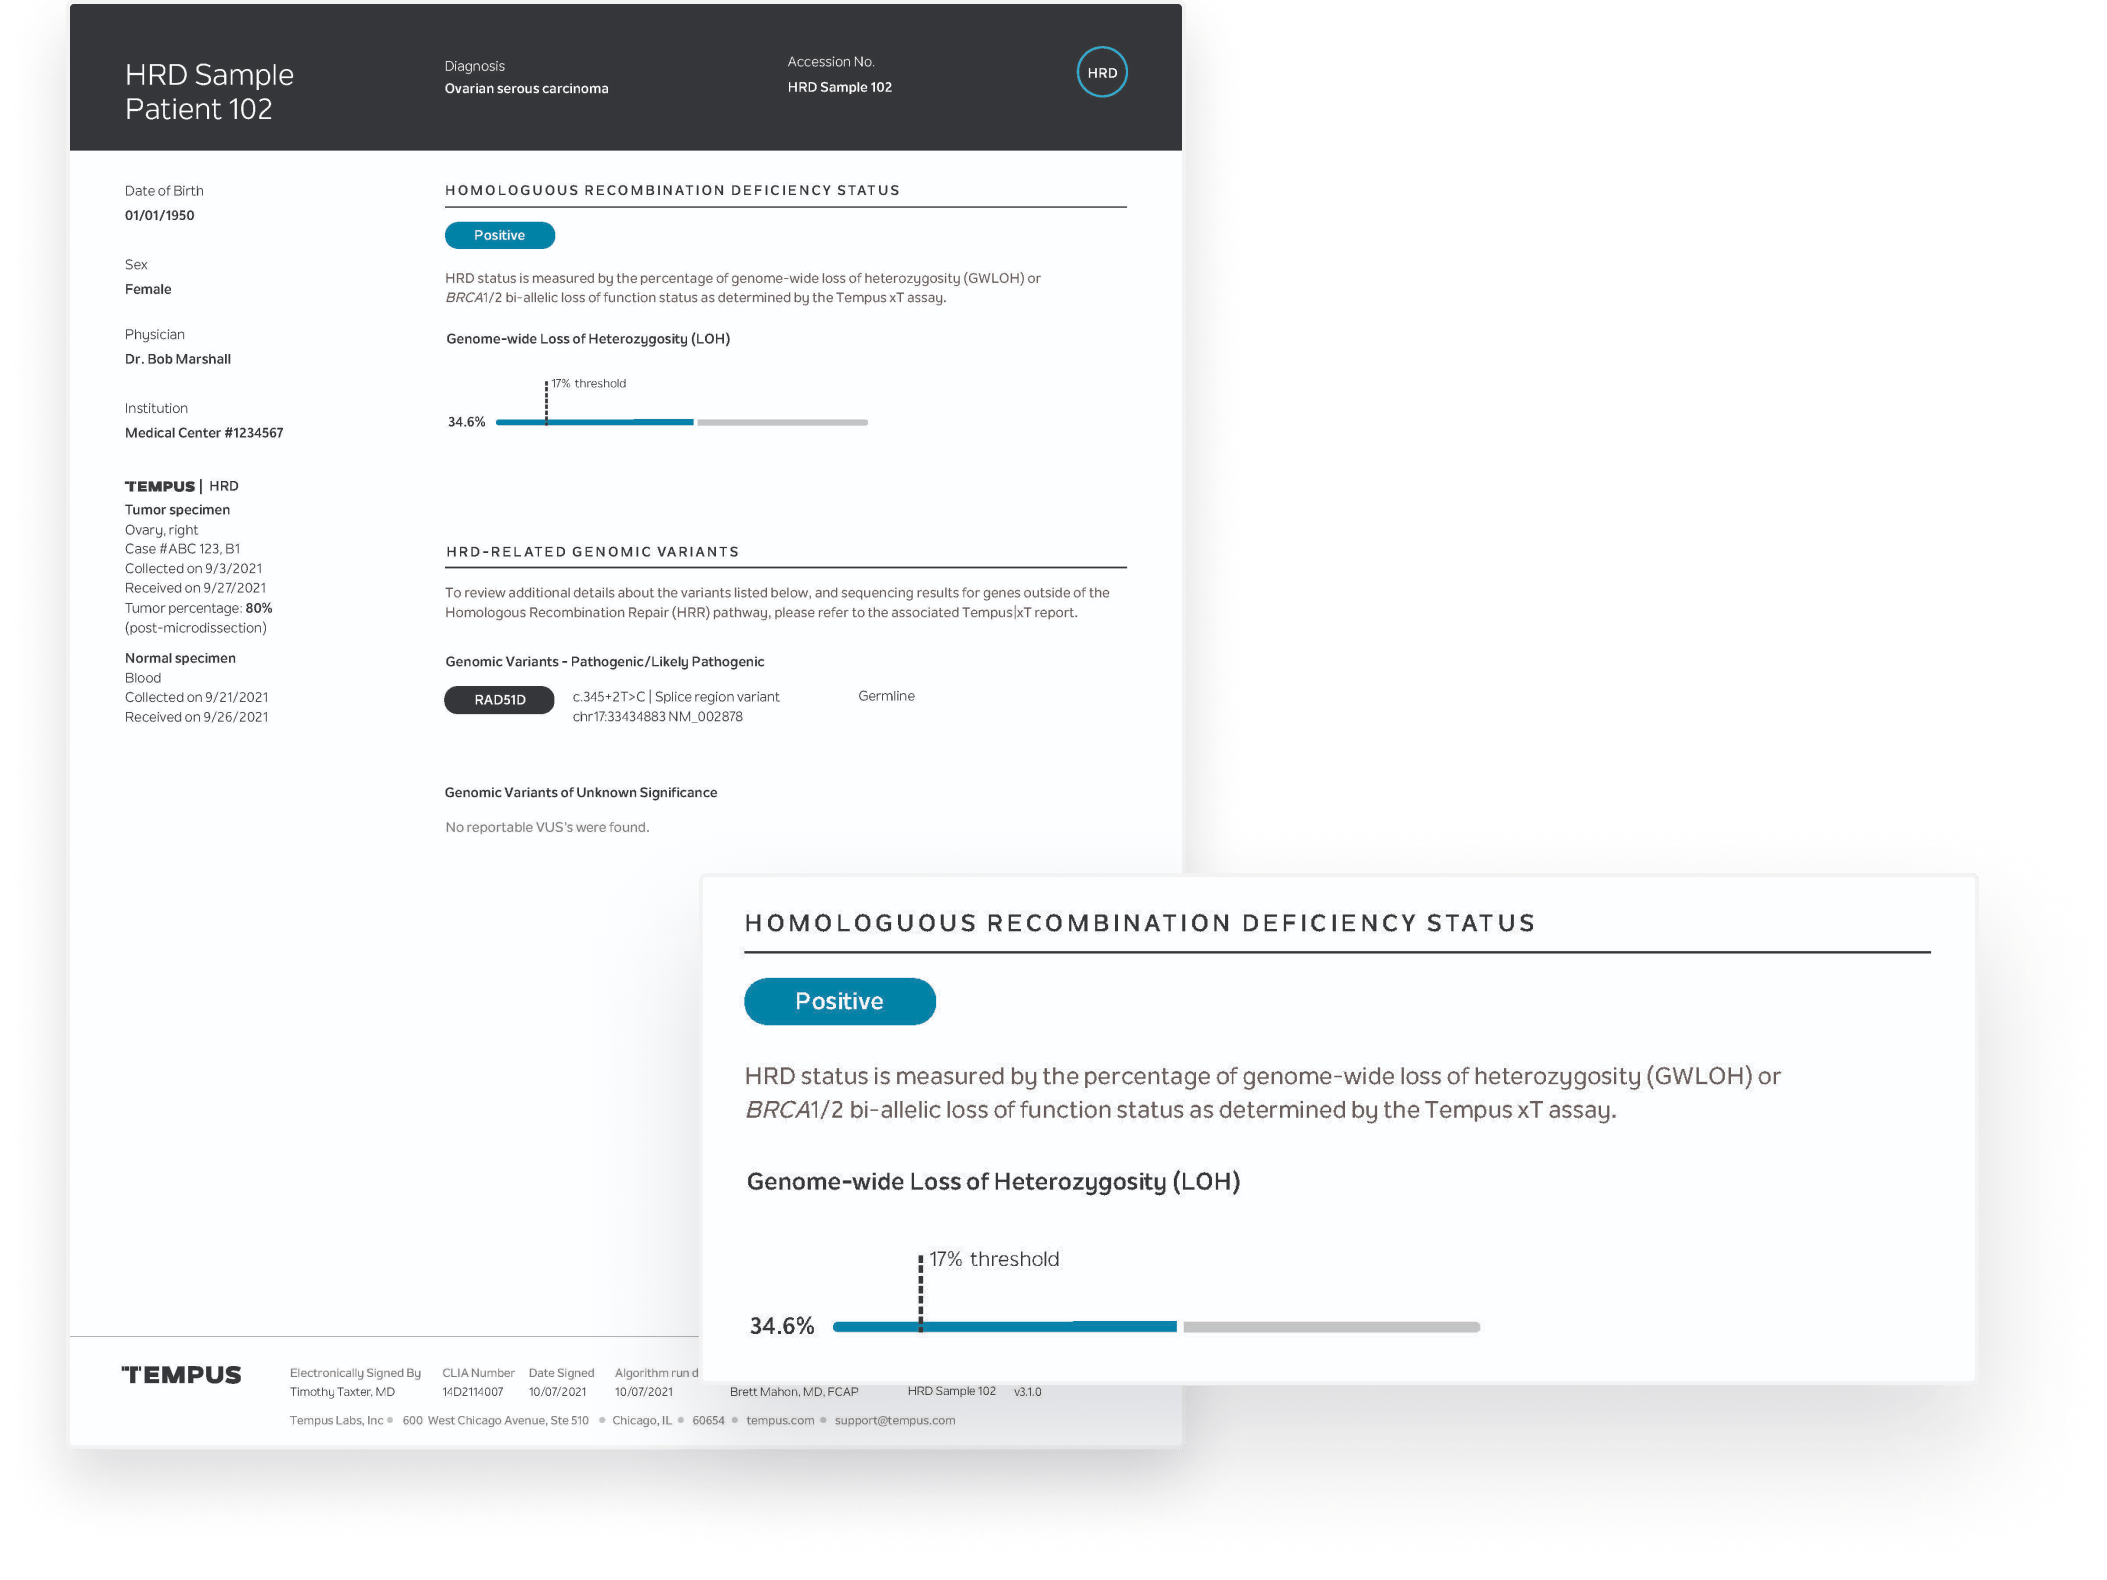 HRD Sample
Patient 102
Diagnosis
Ovarian serous carcinoma
Accession No.
HRD Sample 102
HRD
Date of Birth
01/01/1950
Sex
Female
Physician
Dr. Bob Marshall
Institution
Medical Center #1234567
TEMPUS | HRD
Tumor specimen
Ovary, right
Case #ABC 123, B1
Collected on 9/3/2021
Received on 9/27/2021
Tumor percentage: 80%
(post-microdissection)
Normal specimen
Blood
Collected on 9/21/2021
Received on 9/26/2021
HOMOLOGUOUS RECOMBINATION DEFICIENCY STATUS
Positive
HRD status is measured by the percentage of genome-wide loss of heterozygosity (GWLOH) or
BRCA1/2 bi-allelic loss of function status as determined by the Tempus xT assay.
Genome-wide Loss of Heterozygosity (LOH)
17% threshold
34.6%
HRD-RELATED GENOMIC VARIANTS
To review additional details about the variants listed below, and sequencing results for genes outside of the
Homologous Recombination Repair (HRR) pathway, please refer to the associated Tempus|xT report.
Genomic Variants - Pathogenic/Likely Pathogenic
RAD51D
c.345+2T>C | Splice region variant
chr17:33434883 NM_002878
Germline
Genomic Variants of Unknown Significance
No reportable VUS's were found.
HOMOLOGUOUS RECOMBINATION DEFICIENCY STATUS
Positive
HRD status is measured by the percentage of genome-wide loss of heterozygosity (GWLOH) or
BRCA1/2 bi-allelic loss of function status as determined by the Tempus xT assay.
Genome-wide Loss of Heterozygosity (LOH)
17% threshold
34.6%
TEMPUS
Electronically Signed By CLIA Number Date Signed Algorithm run d
Timothy Taxter, MD 14D2114007 10/07/2021 10/07/2021 Brett Mahon, MD, FCAP HRD Sample 102 v3.1.0
Tempus Labs, Inc • 600 West Chicago Avenue, Ste 510 • Chicago, IL • 60654 • tempus.com • support@tempus.com